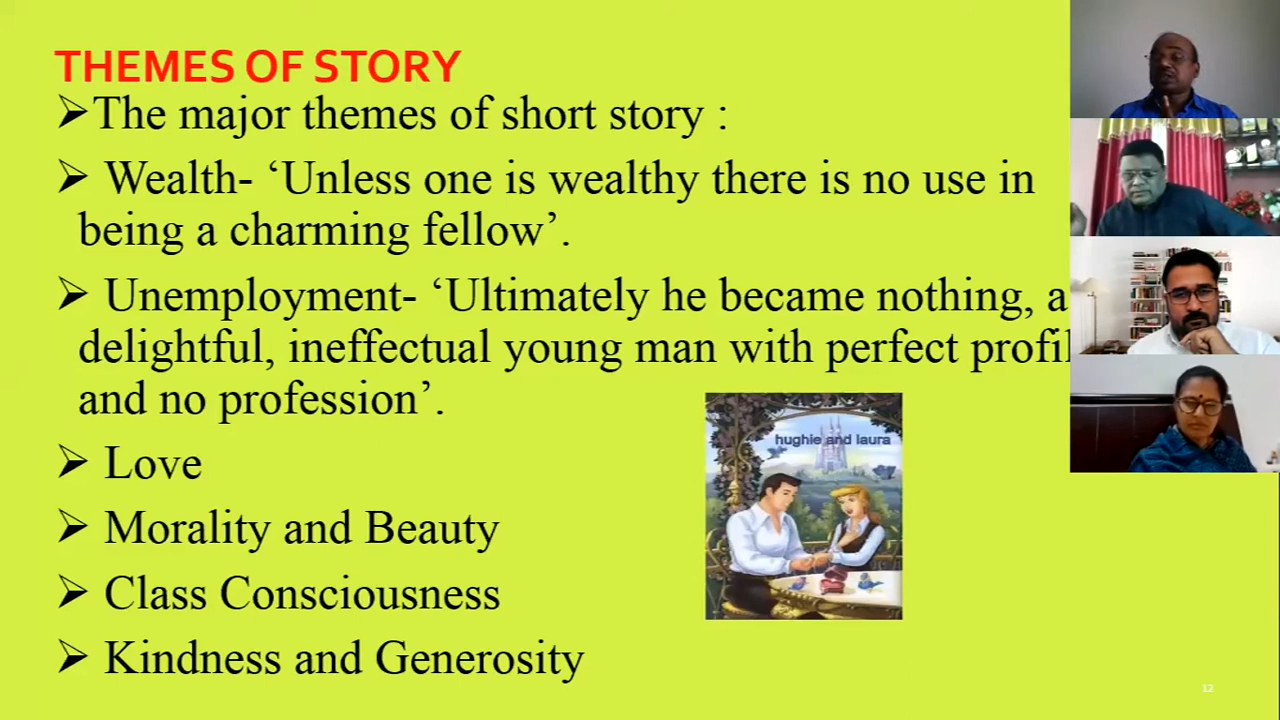 THEMES OF STORY
➢The major themes of short story :
➢ Wealth- ‘Unless one is wealthy there is no use in
being a charming fellow’.
➢ Unemployment- ‘Ultimately he became nothing, a
delightful, ineffectual young man with perfect profil
and no profession’.
hughie and laura
➢ Love
➢ Morality and Beauty
➢ Class Consciousness
➢ Kindness and Generosity
12